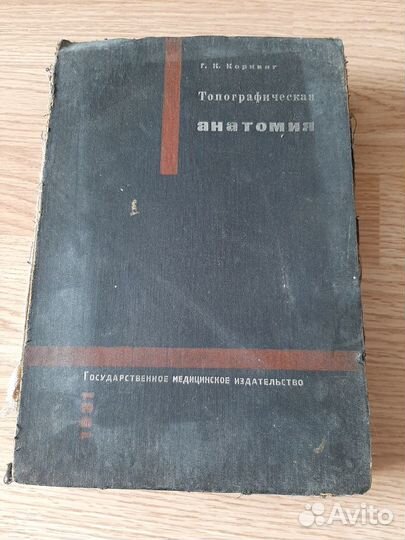 Г. К. Корнинг
Топографическая
анатомия
Государственное медицинское издательство
1931
Avito